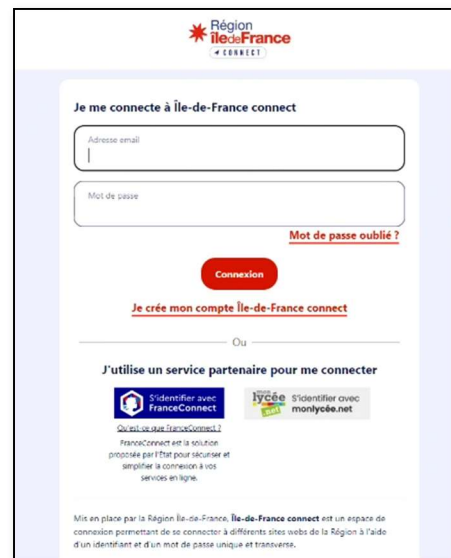 Région
îledeFrance
CONNECT
Je me connecte à Île-de-France connect
Adresse email
Mot de passe
Mot de passe oublié ?
Connexion
Je crée mon compte Île-de-France connect
Ou
J'utilise un service partenaire pour me connecter
S'identifier avec
FranceConnect
lycée
net
S'identifier avec
monlycée.net
Qu'est-ce que FranceConnect ?
FranceConnect est la solution
proposée par l'État pour sécuriser et
simplifier la connexion à vos
services en ligne.
Mis en place par la Région Île-de-France, Île-de-France connect est un espace de
connexion permettant de se connecter à différents sites webs de la Région à l'aide
d'un identifiant et d'un mot de passe unique et transverse.